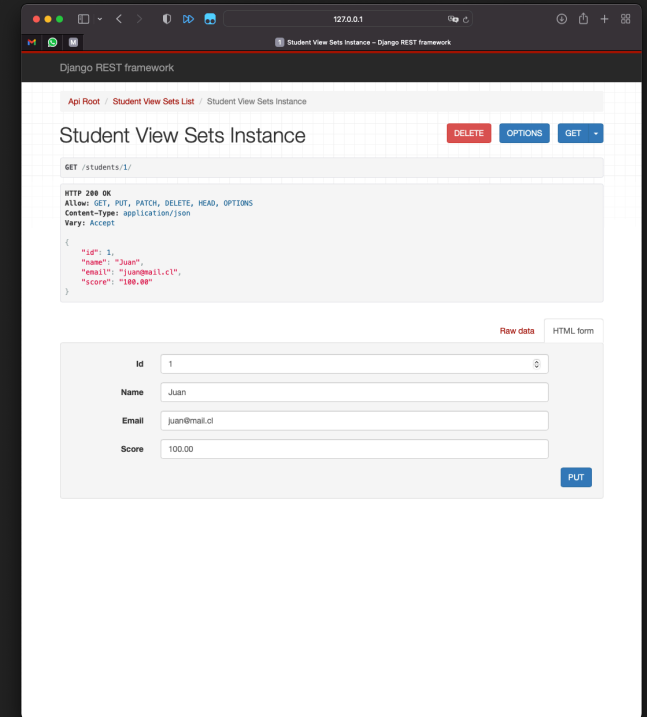 127.0.0.1
M
1 Student View Sets Instance – Django REST framework
Django REST framework
Api Root / Student View Sets List / Student View Sets Instance
Student View Sets Instance
DELETE
OPTIONS
GET
GET /students/1/
HTTP 200 OK
Allow: GET, PUT, PATCH, DELETE, HEAD, OPTIONS
Content-Type: application/json
Vary: Accept
{
"id": 1,
"name": "Juan",
"email": "juan@mail.cl",
"score": "100.00"
}
Raw data
HTML form
Id 1
Name Juan
Email juan@mail.cl
Score 100.00
PUT